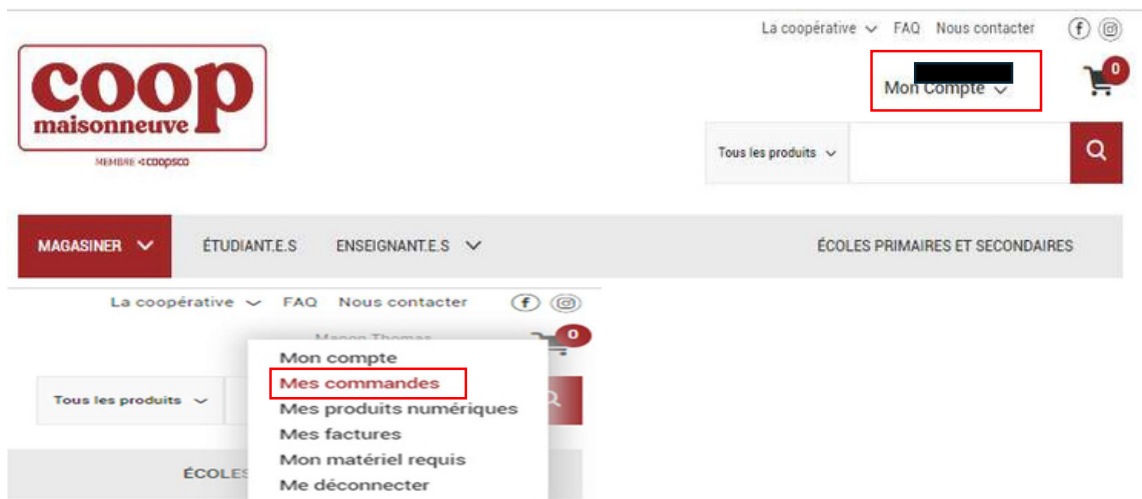 La coopérative FAQ Nous contacter
coop
maisonneuve
MEMBRE coopsco
Mon Compte
0
Tous les produits
MAGASINER ÉTUDIANT.E.S ENSEIGNANT.E.S ÉCOLES PRIMAIRES ET SECONDAIRES
La coopérative FAQ Nous contacter
Manon Thomas
0
Mon compte
Tous les produits
Mes commandes
Mes produits numériques
Mes factures
Mon matériel requis
ÉCOLES
Me déconnecter